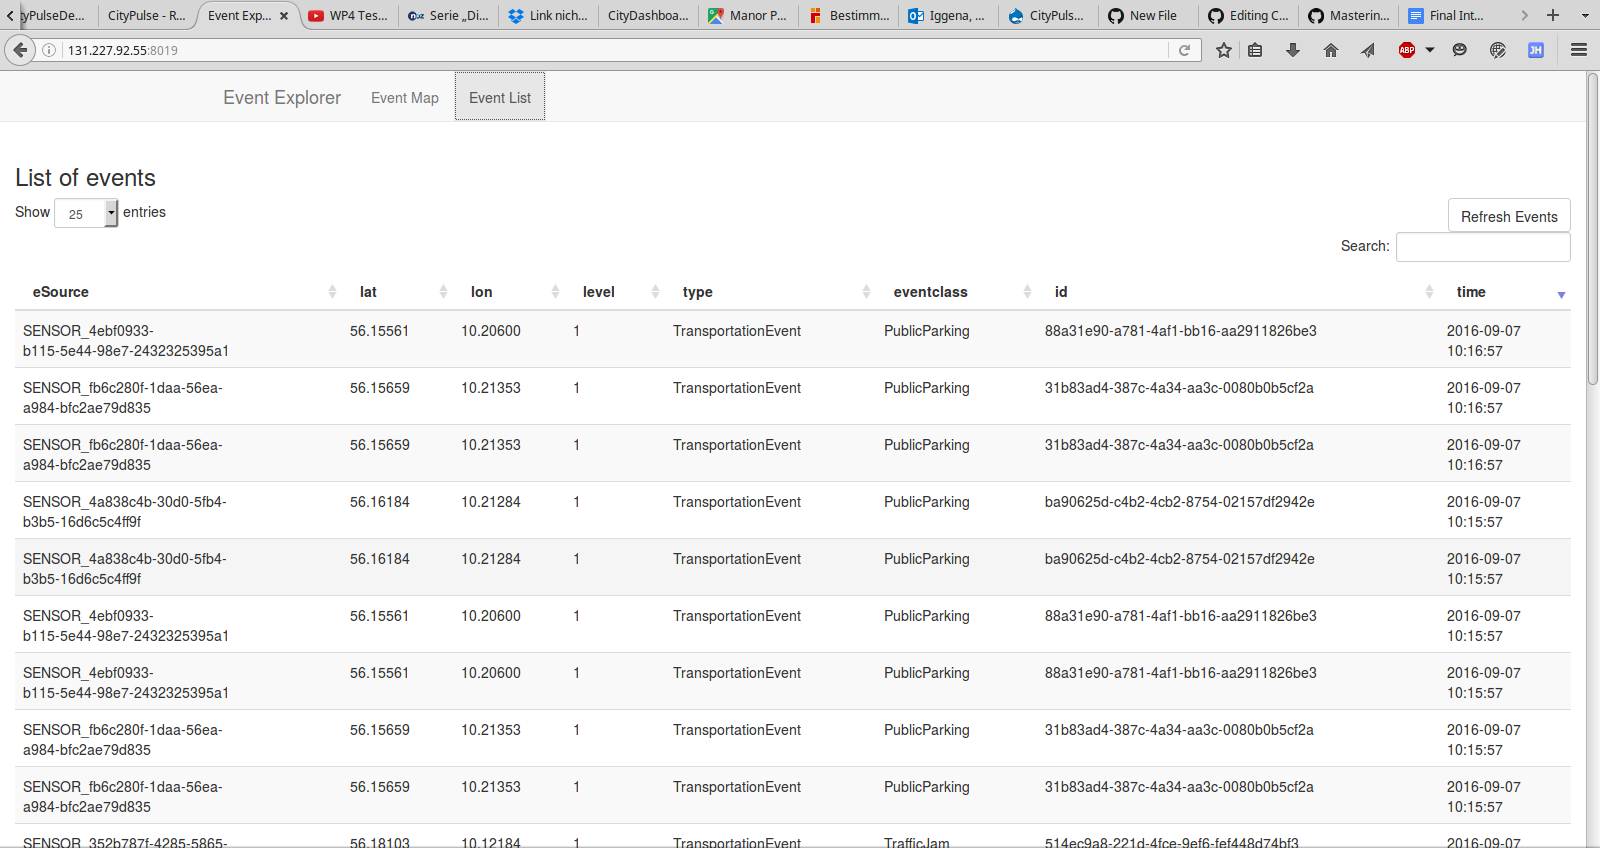 yPulseDe... CityPulse - R... Event Exp... WP4 Tes... Serie „Di... Link nich... CityDashboa... Manor P... Bestimm... Iggena, ... CityPuls... New File Editing C... Masterin... Final Int...
131.227.92.55:8019 ABP JH
Event Explorer Event Map Event List
List of events
Show 25 entries
Refresh Events
Search:
eSource lat lon level type eventclass id time
SENSOR_4ebf0933- 56.15561 10.20600 1 TransportationEvent PublicParking 88a31e90-a781-4af1-bb16-aa2911826be3 2016-09-07
b115-5e44-98e7-2432325395a1 10:16:57
SENSOR_fb6c280f-1daa-56ea- 56.15659 10.21353 1 TransportationEvent PublicParking 31b83ad4-387c-4a34-aa3c-0080b0b5cf2a 2016-09-07
a984-bfc2ae79d835 10:16:57
SENSOR_fb6c280f-1daa-56ea- 56.15659 10.21353 1 TransportationEvent PublicParking 31b83ad4-387c-4a34-aa3c-0080b0b5cf2a 2016-09-07
a984-bfc2ae79d835 10:16:57
SENSOR_4a838c4b-30d0-5fb4- 56.16184 10.21284 1 TransportationEvent PublicParking ba90625d-c4b2-4cb2-8754-02157df2942e 2016-09-07
b3b5-16d6c5c4ff9f 10:15:57
SENSOR_4a838c4b-30d0-5fb4- 56.16184 10.21284 1 TransportationEvent PublicParking ba90625d-c4b2-4cb2-8754-02157df2942e 2016-09-07
b3b5-16d6c5c4ff9f 10:15:57
SENSOR_4ebf0933- 56.15561 10.20600 1 TransportationEvent PublicParking 88a31e90-a781-4af1-bb16-aa2911826be3 2016-09-07
b115-5e44-98e7-2432325395a1 10:15:57
SENSOR_4ebf0933- 56.15561 10.20600 1 TransportationEvent PublicParking 88a31e90-a781-4af1-bb16-aa2911826be3 2016-09-07
b115-5e44-98e7-2432325395a1 10:15:57
SENSOR_fb6c280f-1daa-56ea- 56.15659 10.21353 1 TransportationEvent PublicParking 31b83ad4-387c-4a34-aa3c-0080b0b5cf2a 2016-09-07
a984-bfc2ae79d835 10:15:57
SENSOR_fb6c280f-1daa-56ea- 56.15659 10.21353 1 TransportationEvent PublicParking 31b83ad4-387c-4a34-aa3c-0080b0b5cf2a 2016-09-07
a984-bfc2ae79d835 10:15:57
SENSOR_352b787f-4285-5865- 56.18103 10.12184 1 TransportationEvent TrafficJam 514ec9a8-221d-4fce-9ef6-fef448d74bf3 2016-09-07